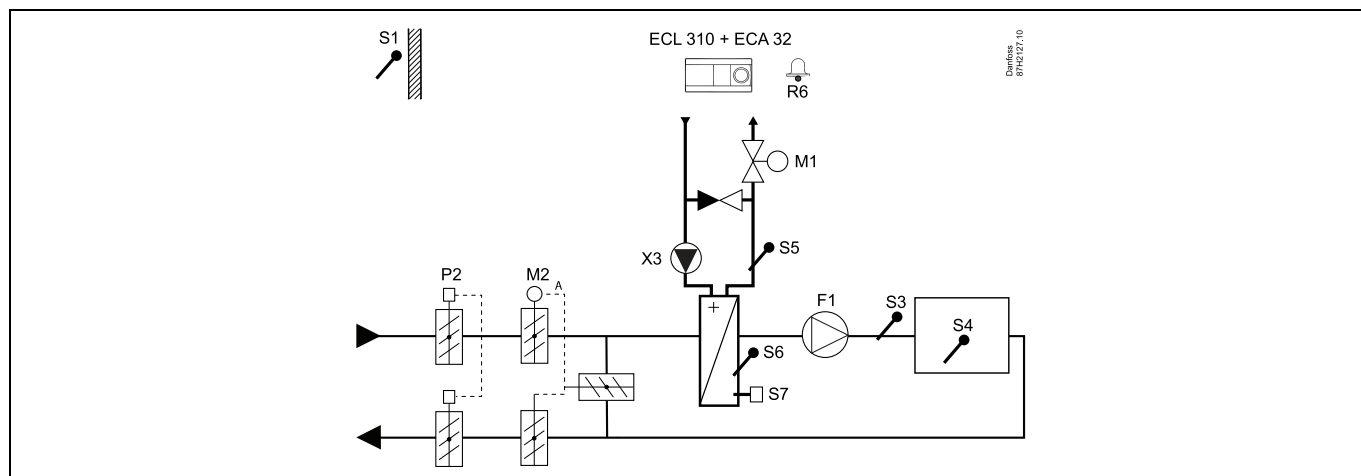 S1
ECL 310 + ECA 32
Danfoss
87H2127.10
R6
M1
S5
X3
P2
M2
A
F1
S3
S4
+
S6
S7